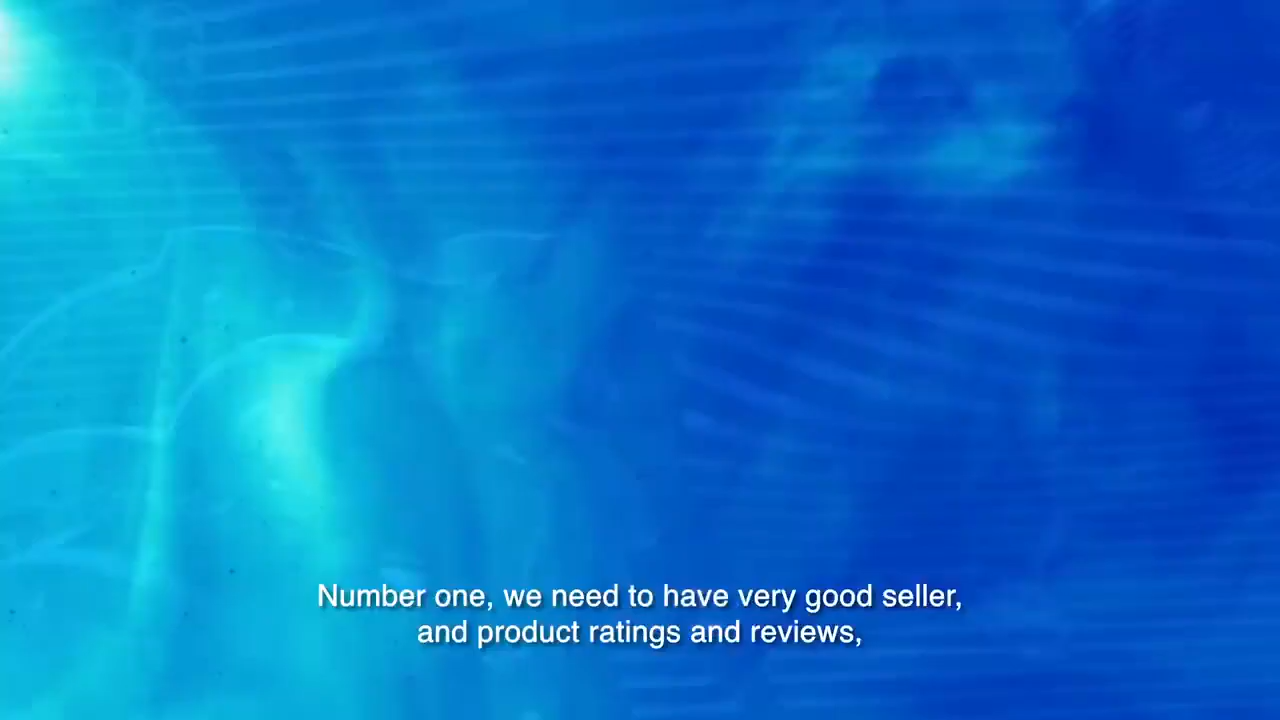 Number one, we need to have very good seller,
and product ratings and reviews,